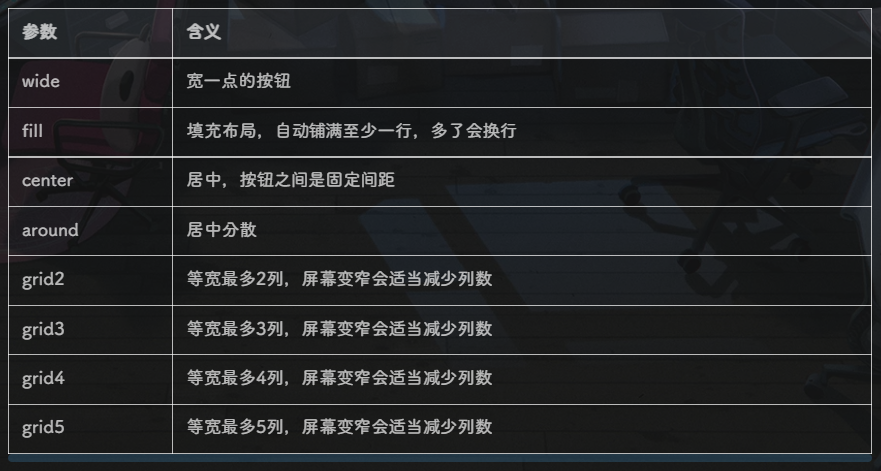 参数 含义
wide 宽一点的按钮
fill 填充布局，自动铺满至少一行，多了会换行
center 居中，按钮之间是固定间距
around 居中分散
grid2 等宽最多2列，屏幕变窄会适当减少列数
grid3 等宽最多3列，屏幕变窄会适当减少列数
grid4 等宽最多4列，屏幕变窄会适当减少列数
grid5 等宽最多5列，屏幕变窄会适当减少列数